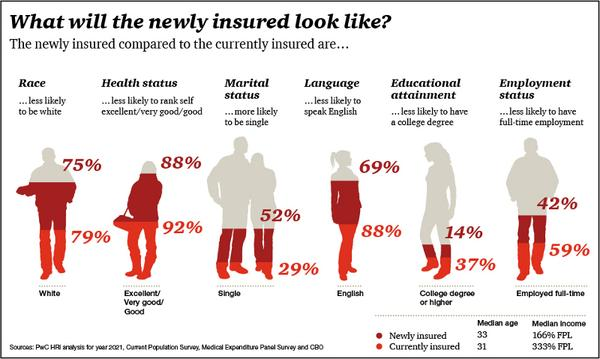 What will the newly insured look like?
The newly insured compared to the currently insured are…
Race
…less likely
to be white
Health status
…less likely to rank self
excellent/very good/good
Marital
status
…more likely
to be single
Language
…less likely to
speak English
Educational
attainment
…less likely to have
a college degree
Employment
status
…less likely to have
full-time employment
75%
79%
White
88%
92%
Excellent/
Very good/
Good
52%
29%
Single
69%
88%
English
14%
37%
College degree
or higher
42%
59%
Employed full-time
Median age Median income
Newly insured 33 166% FPL
Currently insured 31 333% FPL
Sources: PwC HRI analysis for year 2021, Current Population Survey, Medical Expenditure Panel Survey and CBO